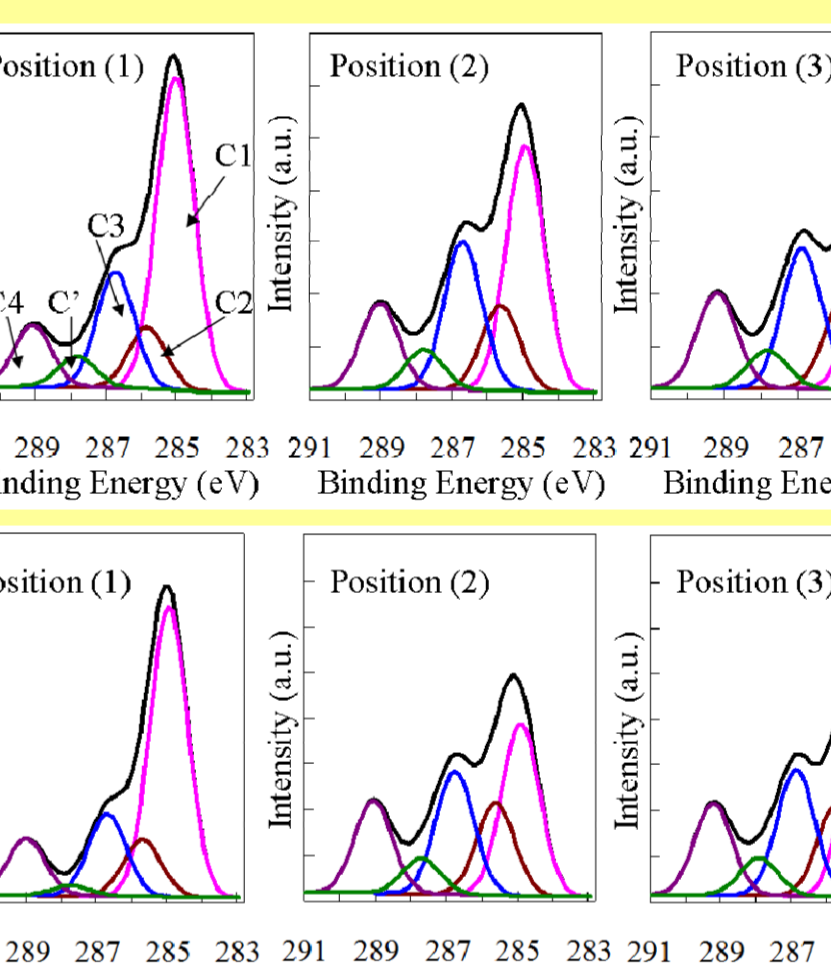 Position (1)
Position (2)
Position (3)
C1
C3
C4
C'
C2
Intensity (a.u.)
Intensity (a.u.)
289 287 285 283
291 289 287 285 283
291 289 287
Binding Energy (eV)
Binding Energy (eV)
Binding Ene
Position (1)
Position (2)
Position (3)
Intensity (a.u.)
Intensity (a.u.)
289 287 285 283
291 289 287 285 283
291 289 287